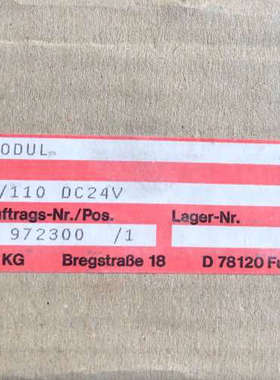 ODUL
/110 DC24V
uftrags-Nr./Pos. Lager-Nr.
972300 /1
KG Bregstraße 18 D 78120 Fu